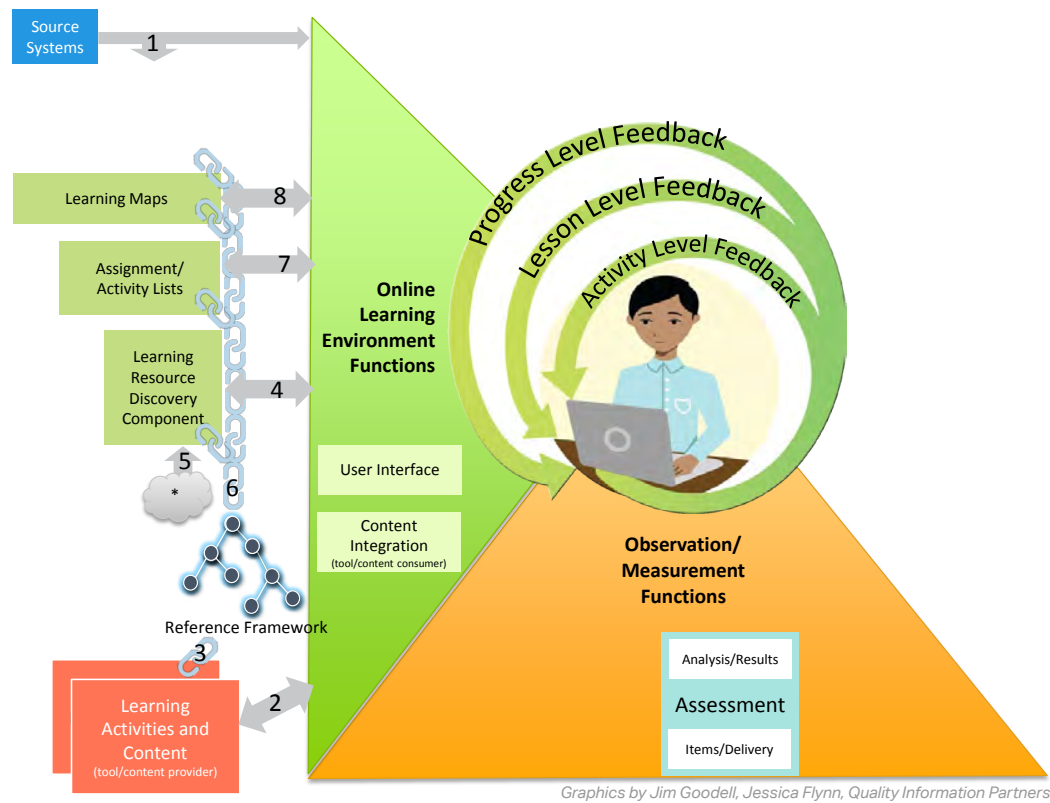 Source
Systems
1
Progress Level Feedback
Lesson Level Feedback
Activity Level Feedback
Learning Maps
8
Assignment/
Activity Lists
7
Online
Learning
Environment
Functions
Learning
Resource
Discovery
Component
4
5
*
6
User Interface
Content
Integration
(tool/content consumer)
Observation/
Measurement
Functions
Reference Framework
3
Learning
Activities and
Content
(tool/content provider)
2
Analysis/Results
Assessment
Items/Delivery
Graphics by Jim Goodell, Jessica Flynn, Quality Information Partners